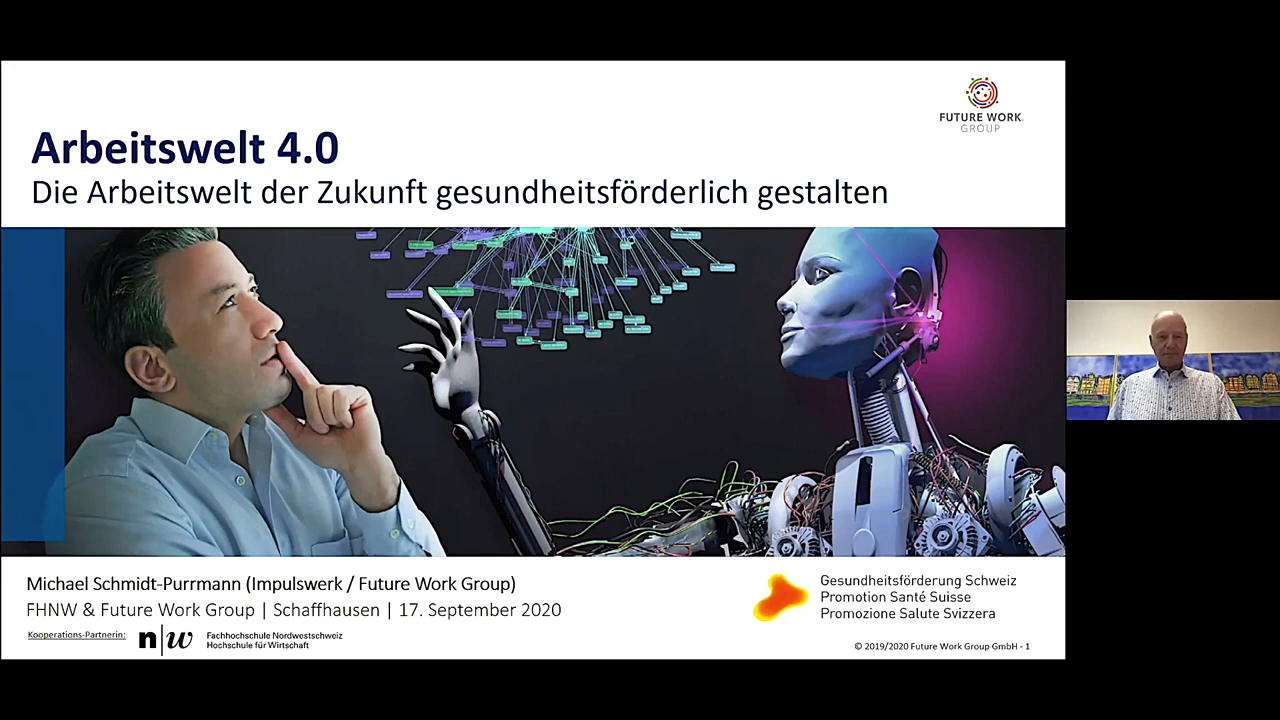 FUTURE WORK
GROUP
Arbeitswelt 4.0
Die Arbeitswelt der Zukunft gesundheitsförderlich gestalten
Michael Schmidt-Purrmann (Impulswerk / Future Work Group)
FHNW & Future Work Group | Schaffhausen | 17. September 2020
Kooperations-Partnerin:
n|w
Fachhochschule Nordwestschweiz
Hochschule für Wirtschaft
Gesundheitsförderung Schweiz
Promotion Santé Suisse
Promozione Salute Svizzera
© 2019/2020 Future Work Group GmbH - 1